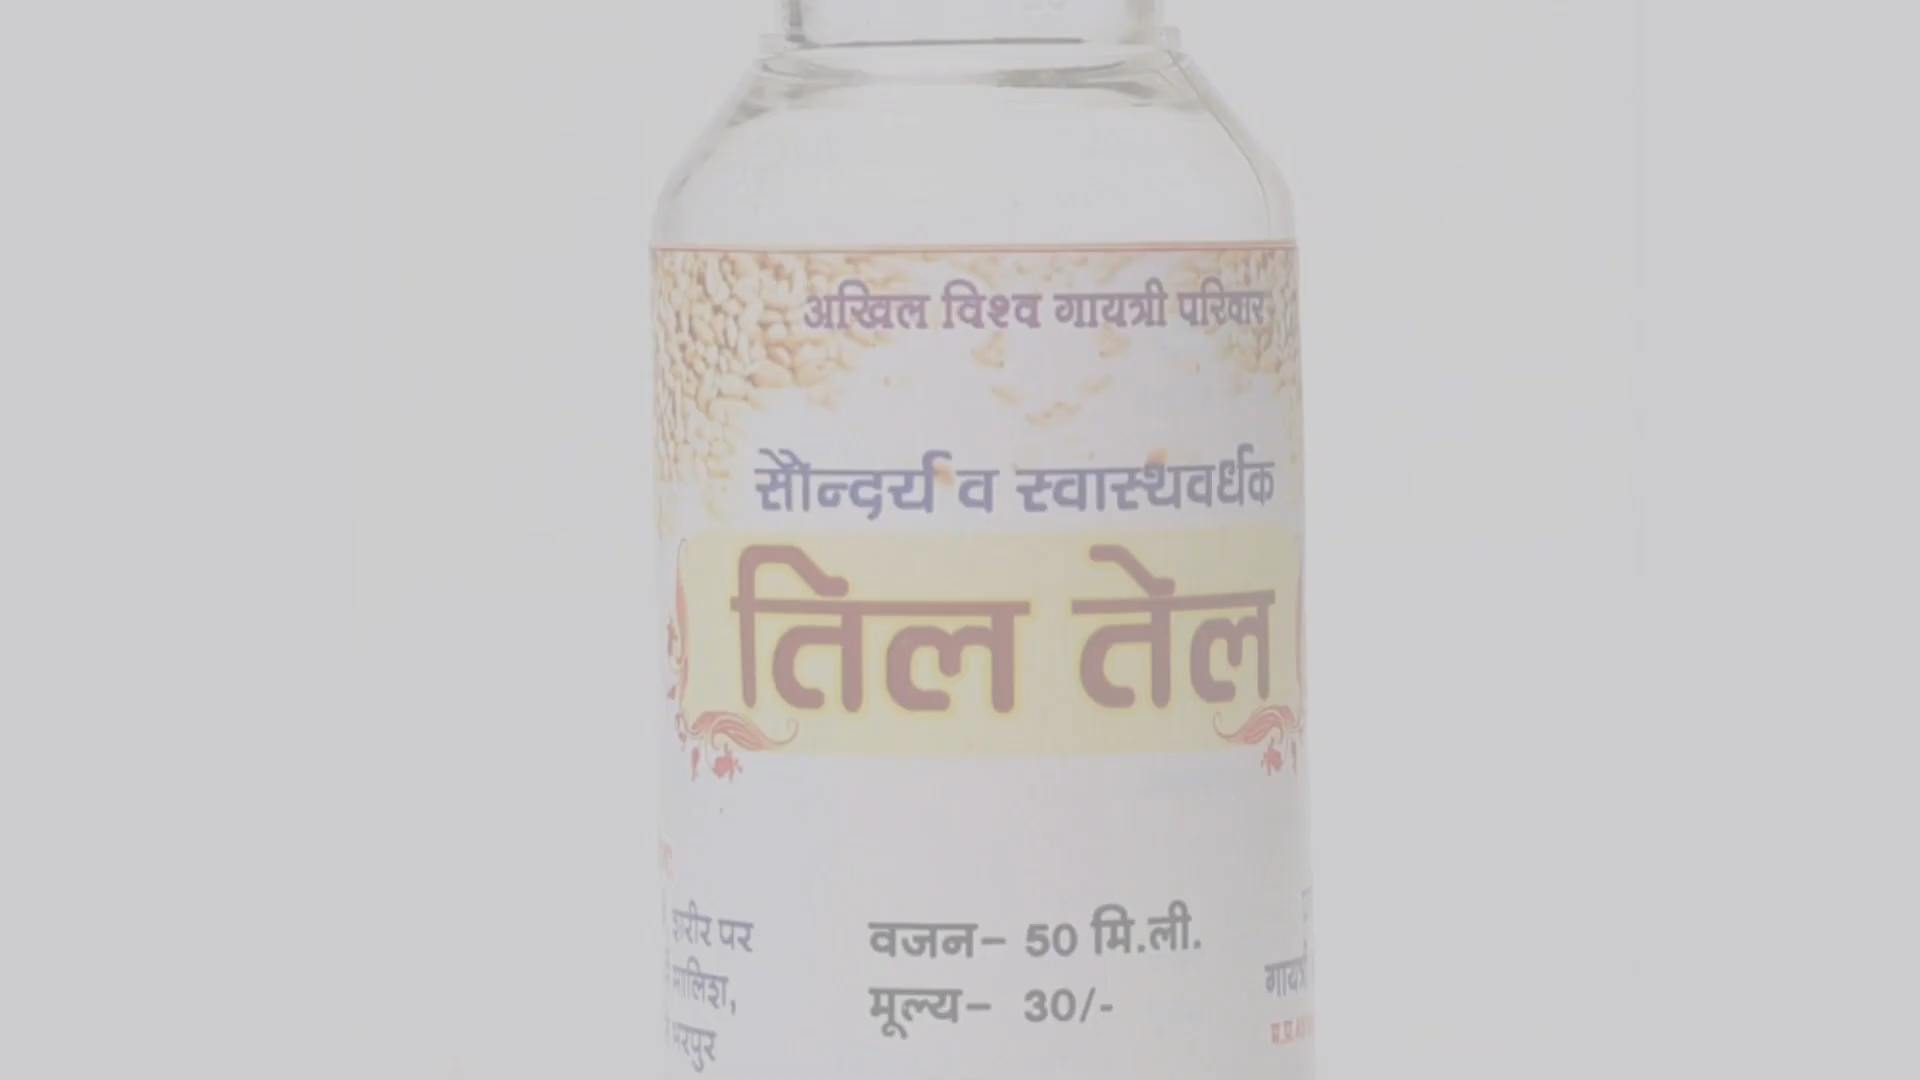 अखिल विश्व गायत्री परिवार
सौन्दर्य व स्वास्थवर्धक
तिल तेल
शरीर पर
मालिश,
भरपुर
वजन- 50 मि.ली.
मूल्य- 30/-